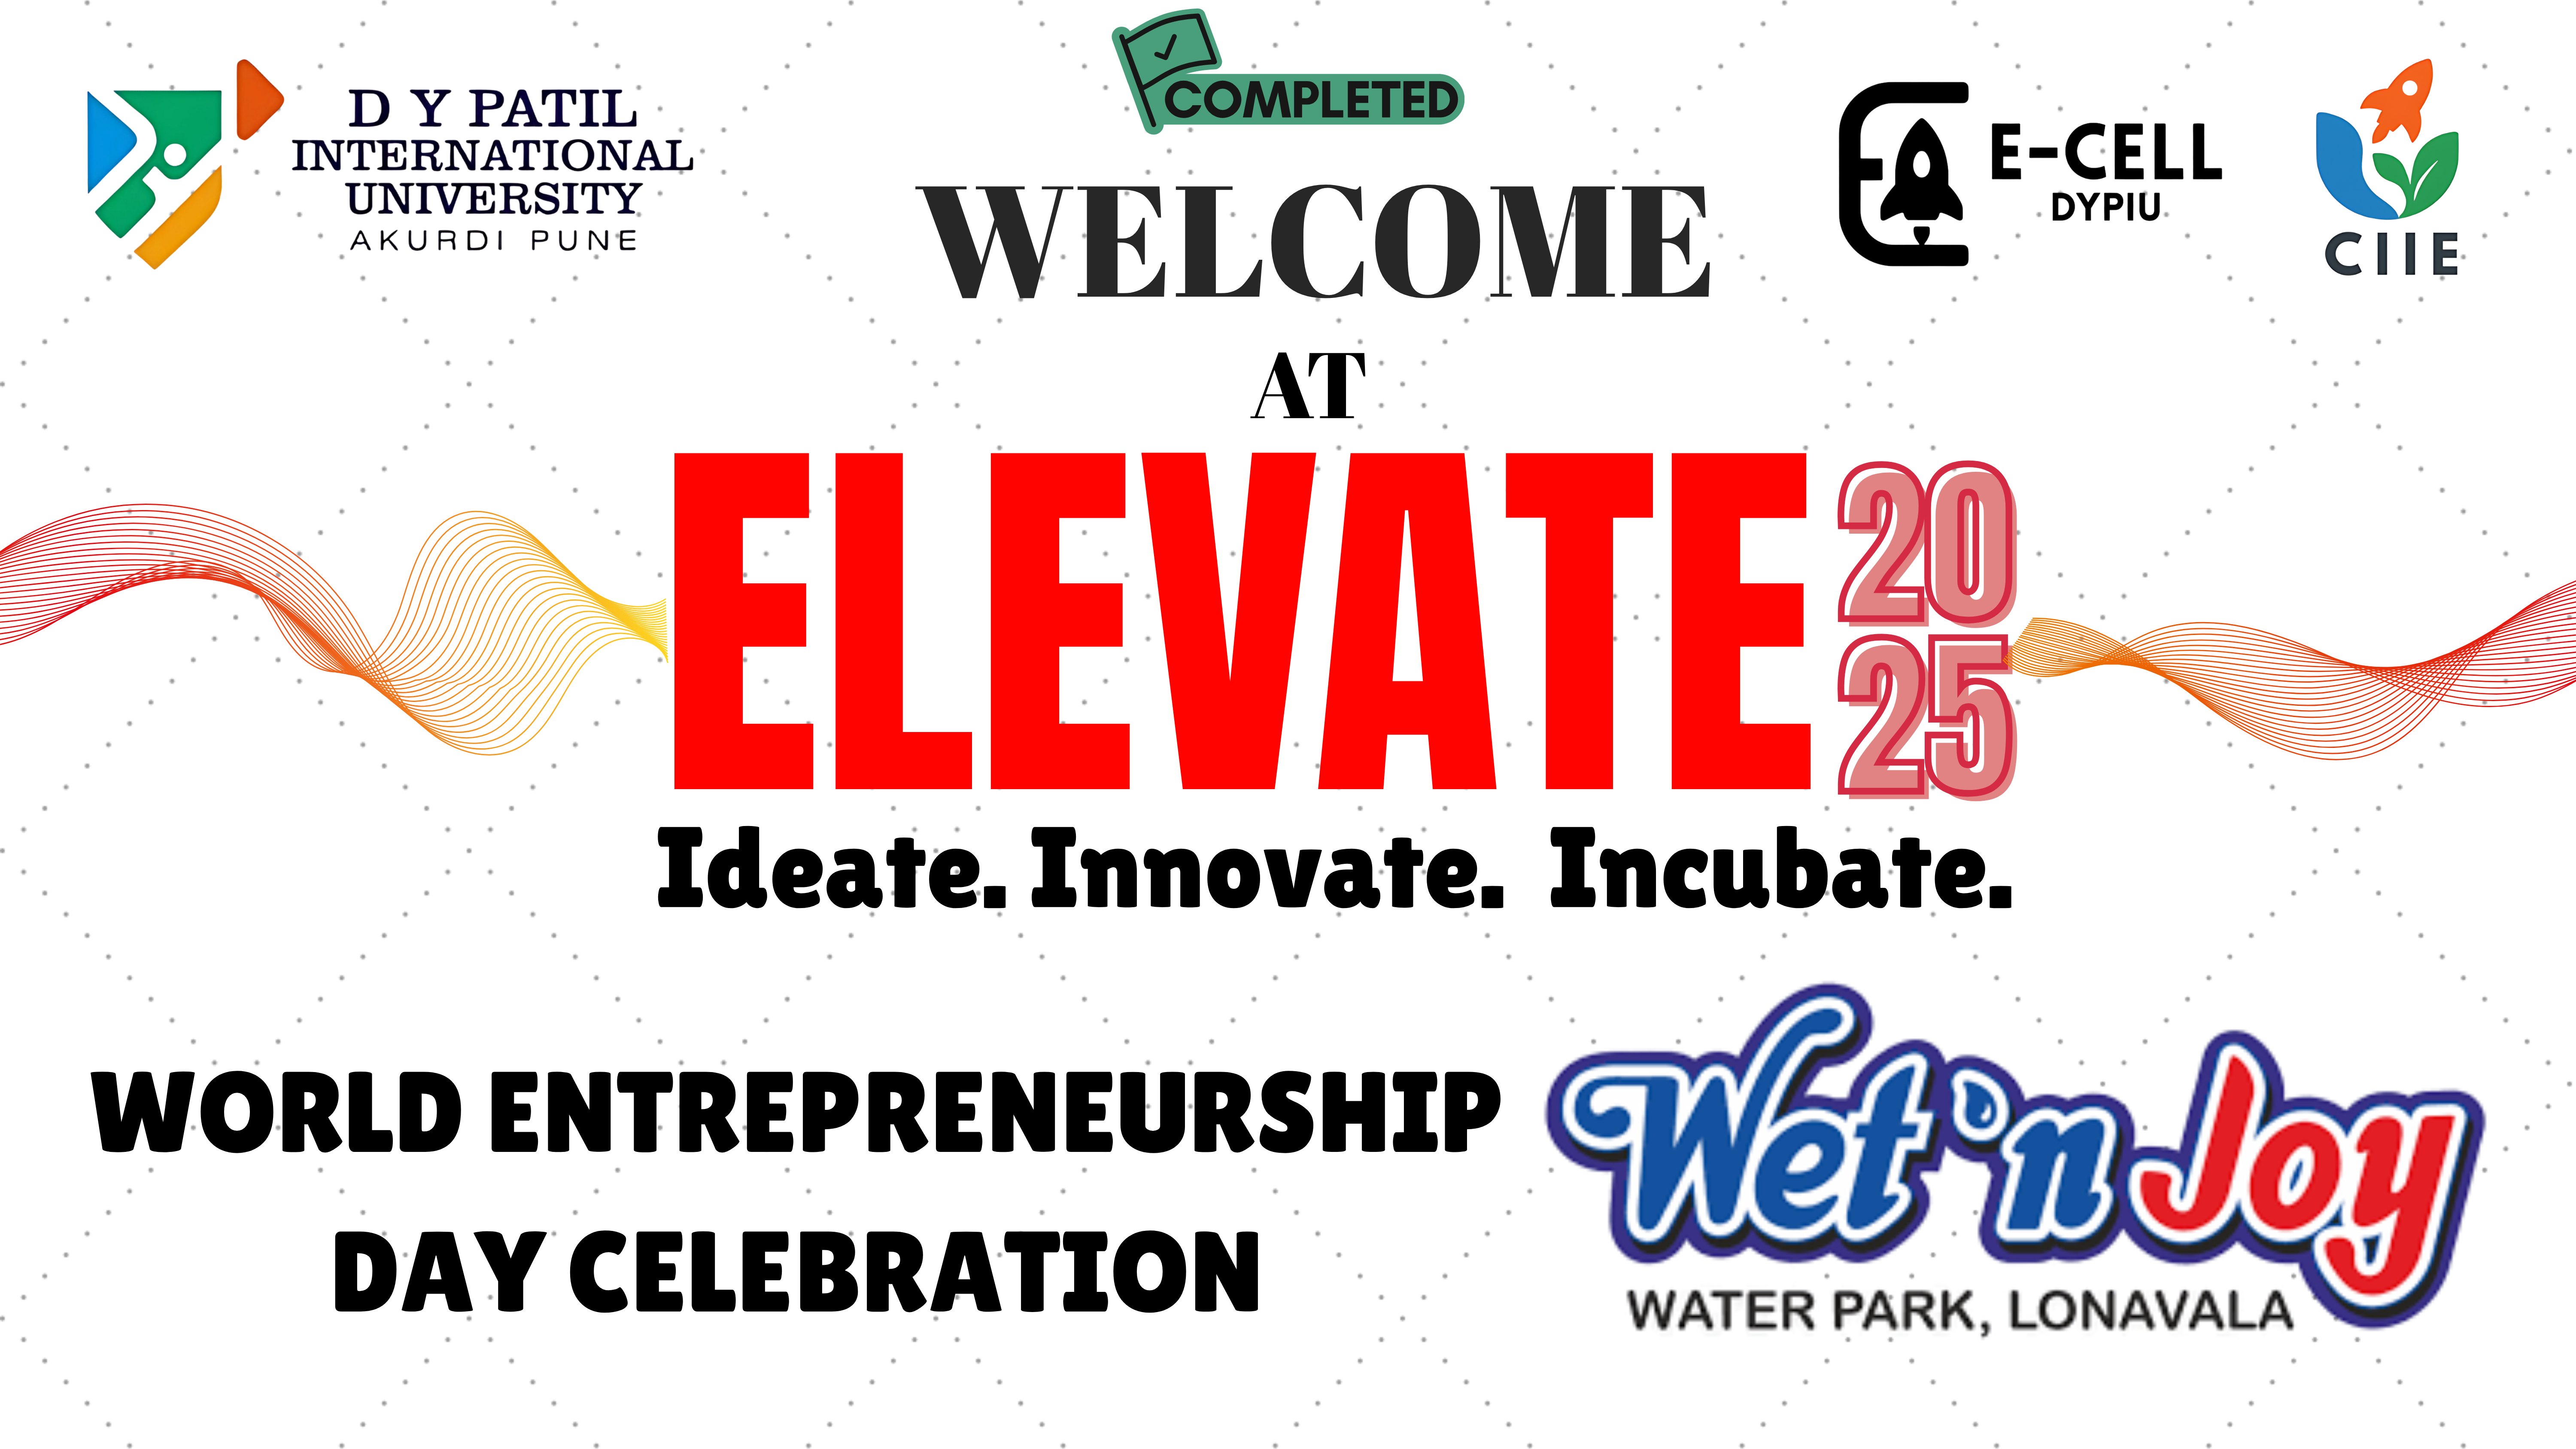 D Y PATIL
INTERNATIONAL
UNIVERSITY
AKURDI PUNE
COMPLETED
E-CELL
DYPIU
CIIE
WELCOME
AT
ELEVATE
20
25
Ideate. Innovate. Incubate.
WORLD ENTREPRENEURSHIP
DAY CELEBRATION
Wet'n Joy
WATER PARK, LONAVALA